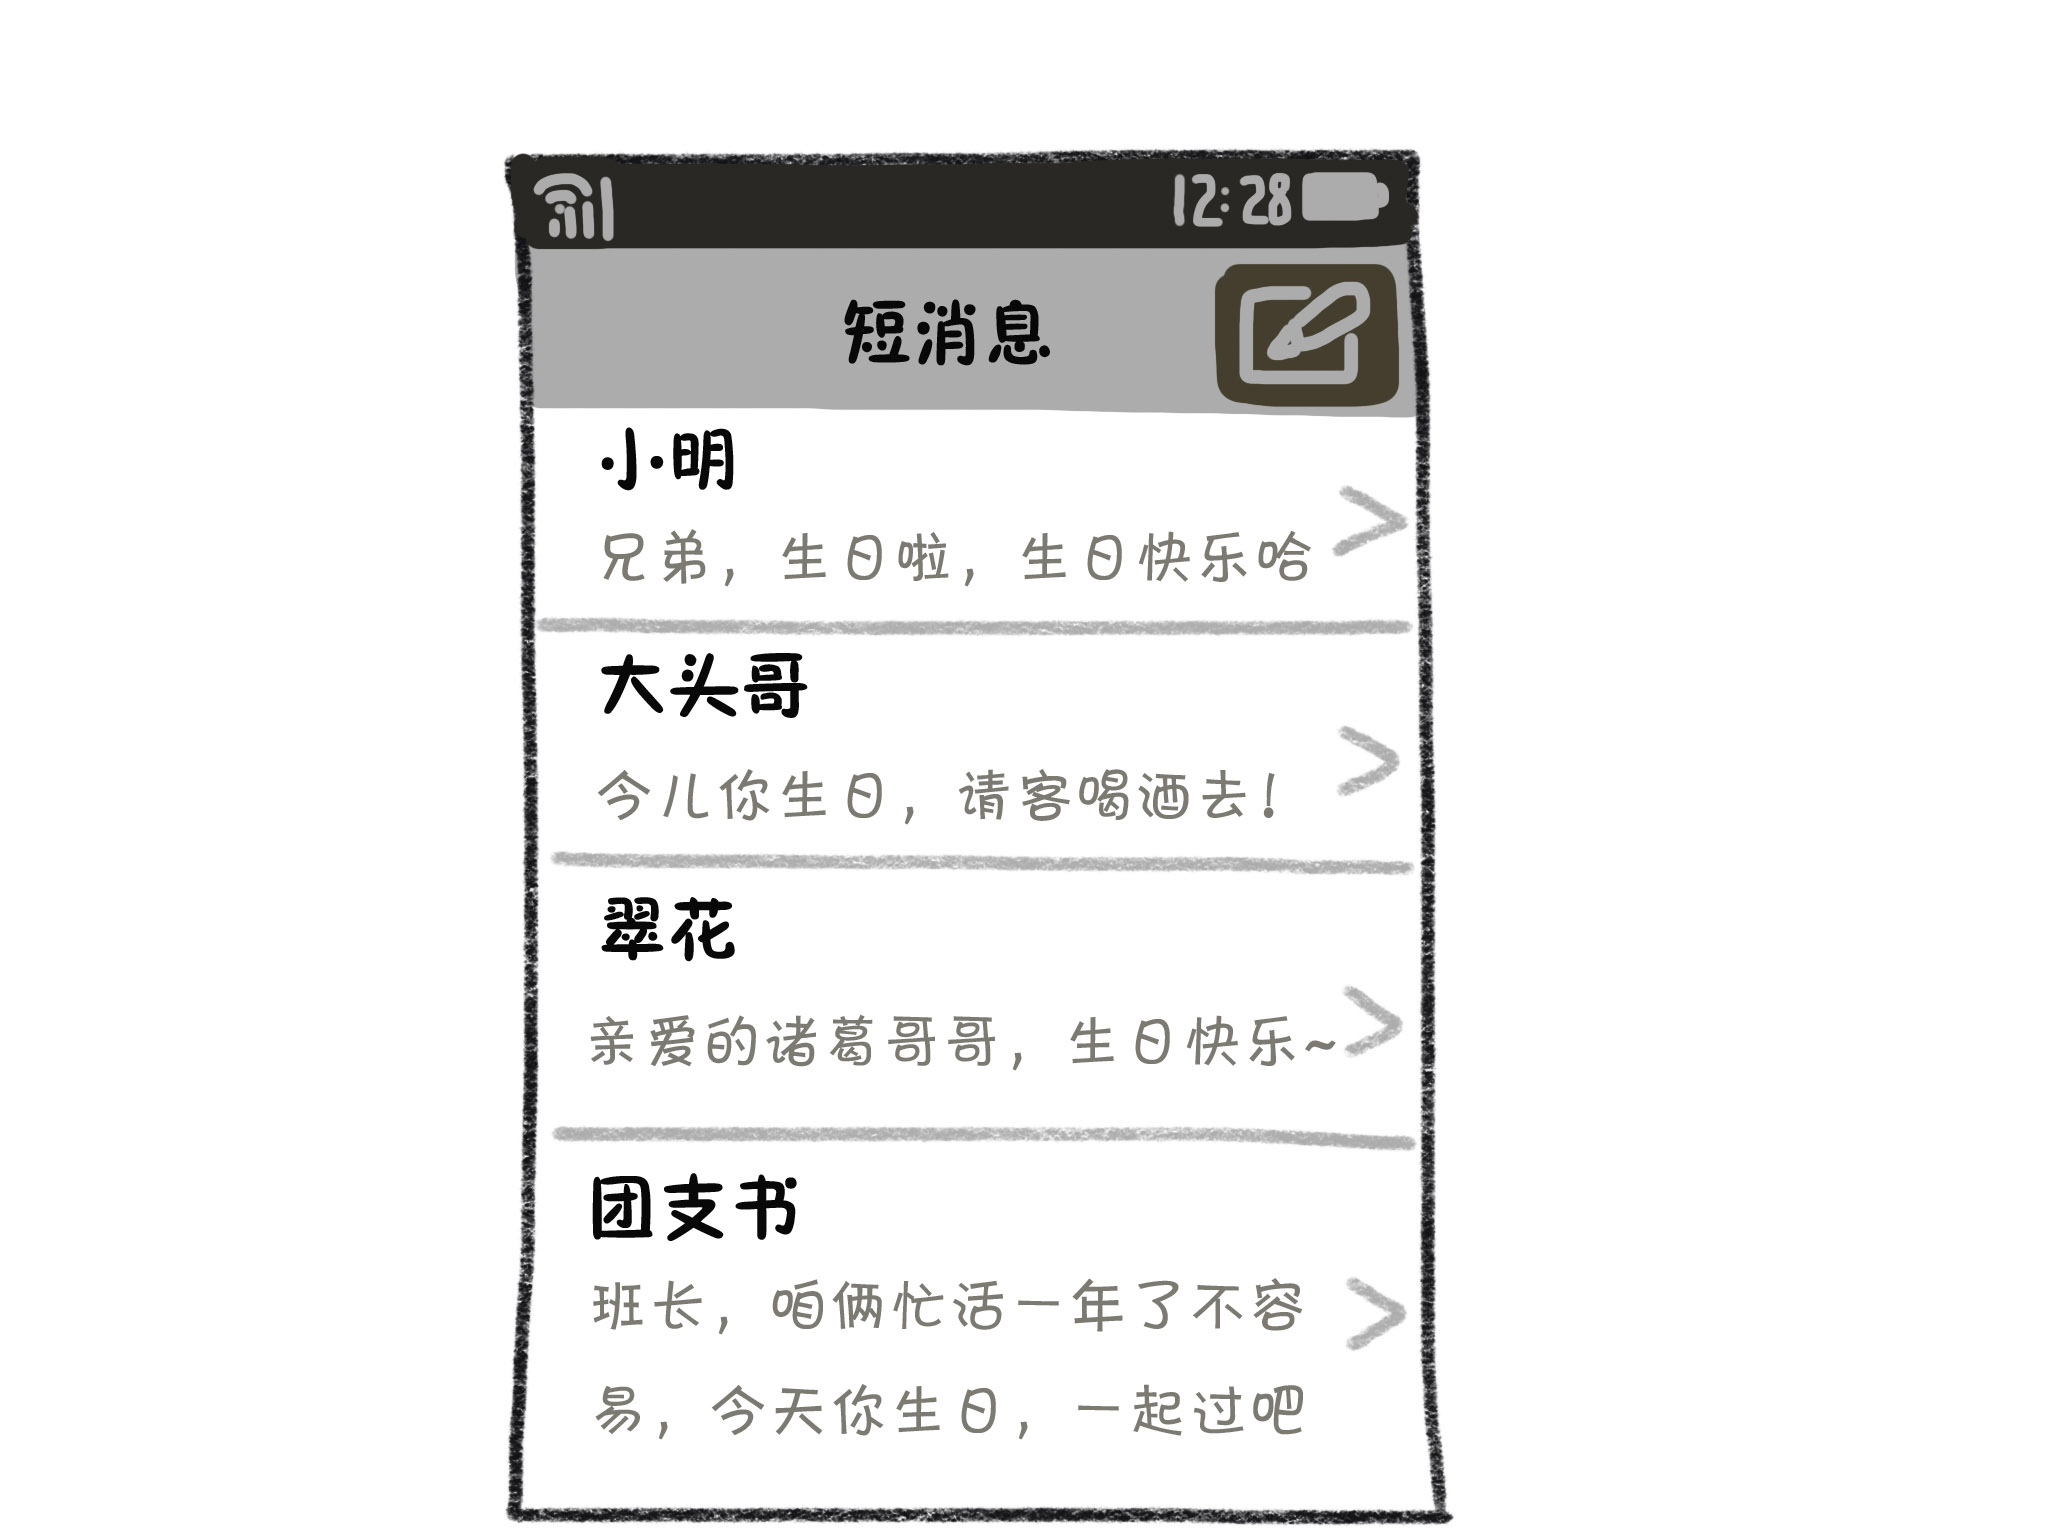 12:28
短消息
小明
兄弟，生日啦，生日快乐哈
大头哥
今儿你生日，请客喝酒去！
翠花
亲爱的诸葛哥哥，生日快乐~
团支书
班长，咱俩忙活一年了不容
易，今天你生日，一起过吧